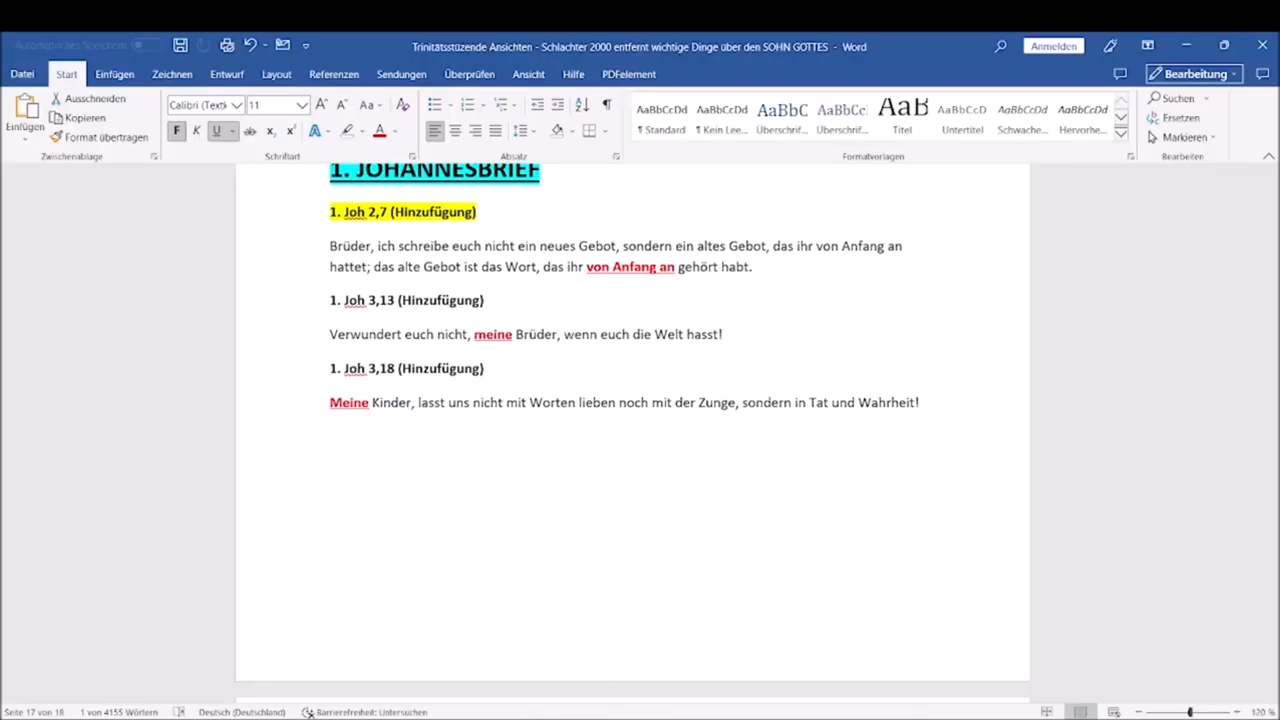 Automatisches Speichern
Trinitätsstüzende Ansichten - Schlachter 2000 entfernt wichtige Dinge über den SOHN GOTTES - Word
Anmelden
Datei Start Einfügen Zeichnen Entwurf Layout Referenzen Sendungen Überprüfen Ansicht Hilfe PDFelement
Bearbeitung
Einfügen
Ausschneiden
Kopieren
Format übertragen
Zwischenablage
Calibri (Textk 11
F K U ab x₂ x²
Schriftart
Absatz
AaBbCcDd AaBbCcDd AaBbC AaBbCc AaB AaBbCcD AaBbCcDd AaBbCcDd
¶ Standard ¶ Kein Lee... Überschrif... Überschrif... Titel Untertitel Schwache... Hervorhe...
Formatvorlagen
Suchen
Ersetzen
Markieren
Bearbeiten
1. JOHANNESBRIEF
1. Joh 2,7 (Hinzufügung)
Brüder, ich schreibe euch nicht ein neues Gebot, sondern ein altes Gebot, das ihr von Anfang an
hattet; das alte Gebot ist das Wort, das ihr von Anfang an gehört habt.
1. Joh 3,13 (Hinzufügung)
Verwundert euch nicht, meine Brüder, wenn euch die Welt hasst!
1. Joh 3,18 (Hinzufügung)
Meine Kinder, lasst uns nicht mit Worten lieben noch mit der Zunge, sondern in Tat und Wahrheit!
Seite 17 von 18 1 von 4155 Wörtern Deutsch (Deutschland) Barrierefreiheit: Untersuchen 120 %